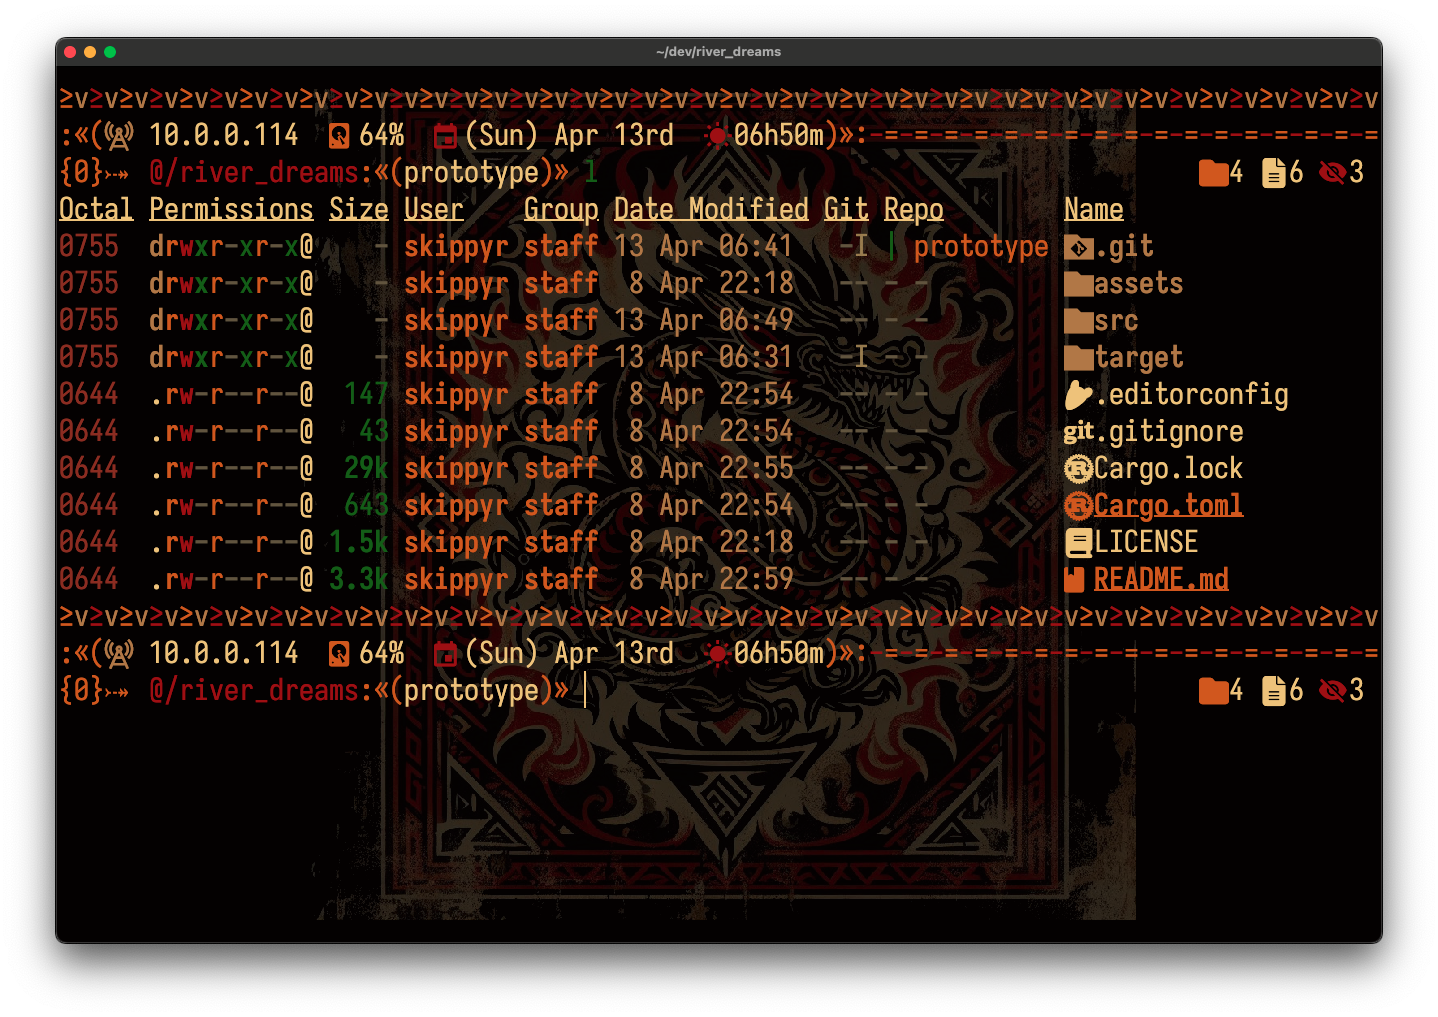 ~/dev/river_dreams
≥v≥v≥v≥v≥v≥v≥v≥v≥v≥v≥v≥v≥v≥v≥v≥v≥v≥v≥v≥v≥v≥v≥v≥v≥v≥v≥v≥v≥v≥v≥v≥v≥v≥v≥v≥v≥v≥v≥v≥v≥v≥v≥v≥v
:«( 10.0.0.114 64% (Sun) Apr 13rd 06h50m)»:-=-=-=-=-=-=-=-=-=-=-=-=-=-=-=-=-=
{0}⤐ @/river_dreams:«(prototype)» l 4 6 3
Octal Permissions Size User Group Date Modified Git Repo Name
0755 drwxr-xr-x@ - skippyr staff 13 Apr 06:41 -I | prototype .git
0755 drwxr-xr-x@ - skippyr staff 8 Apr 22:18 -- - - assets
0755 drwxr-xr-x@ - skippyr staff 13 Apr 06:49 -- - - src
0755 drwxr-xr-x@ - skippyr staff 13 Apr 06:31 -I - - target
0644 .rw-r--r--@ 147 skippyr staff 8 Apr 22:54 -- - - .editorconfig
0644 .rw-r--r--@ 43 skippyr staff 8 Apr 22:54 -- - - git .gitignore
0644 .rw-r--r--@ 29k skippyr staff 8 Apr 22:55 -- - - Cargo.lock
0644 .rw-r--r--@ 643 skippyr staff 8 Apr 22:54 -- - - Cargo.toml
0644 .rw-r--r--@ 1.5k skippyr staff 8 Apr 22:18 -- - - LICENSE
0644 .rw-r--r--@ 3.3k skippyr staff 8 Apr 22:59 -- - - README.md
≥v≥v≥v≥v≥v≥v≥v≥v≥v≥v≥v≥v≥v≥v≥v≥v≥v≥v≥v≥v≥v≥v≥v≥v≥v≥v≥v≥v≥v≥v≥v≥v≥v≥v≥v≥v≥v≥v≥v≥v≥v≥v≥v≥v
:«( 10.0.0.114 64% (Sun) Apr 13rd 06h50m)»:-=-=-=-=-=-=-=-=-=-=-=-=-=-=-=-=-=
{0}⤐ @/river_dreams:«(prototype)» 4 6 3